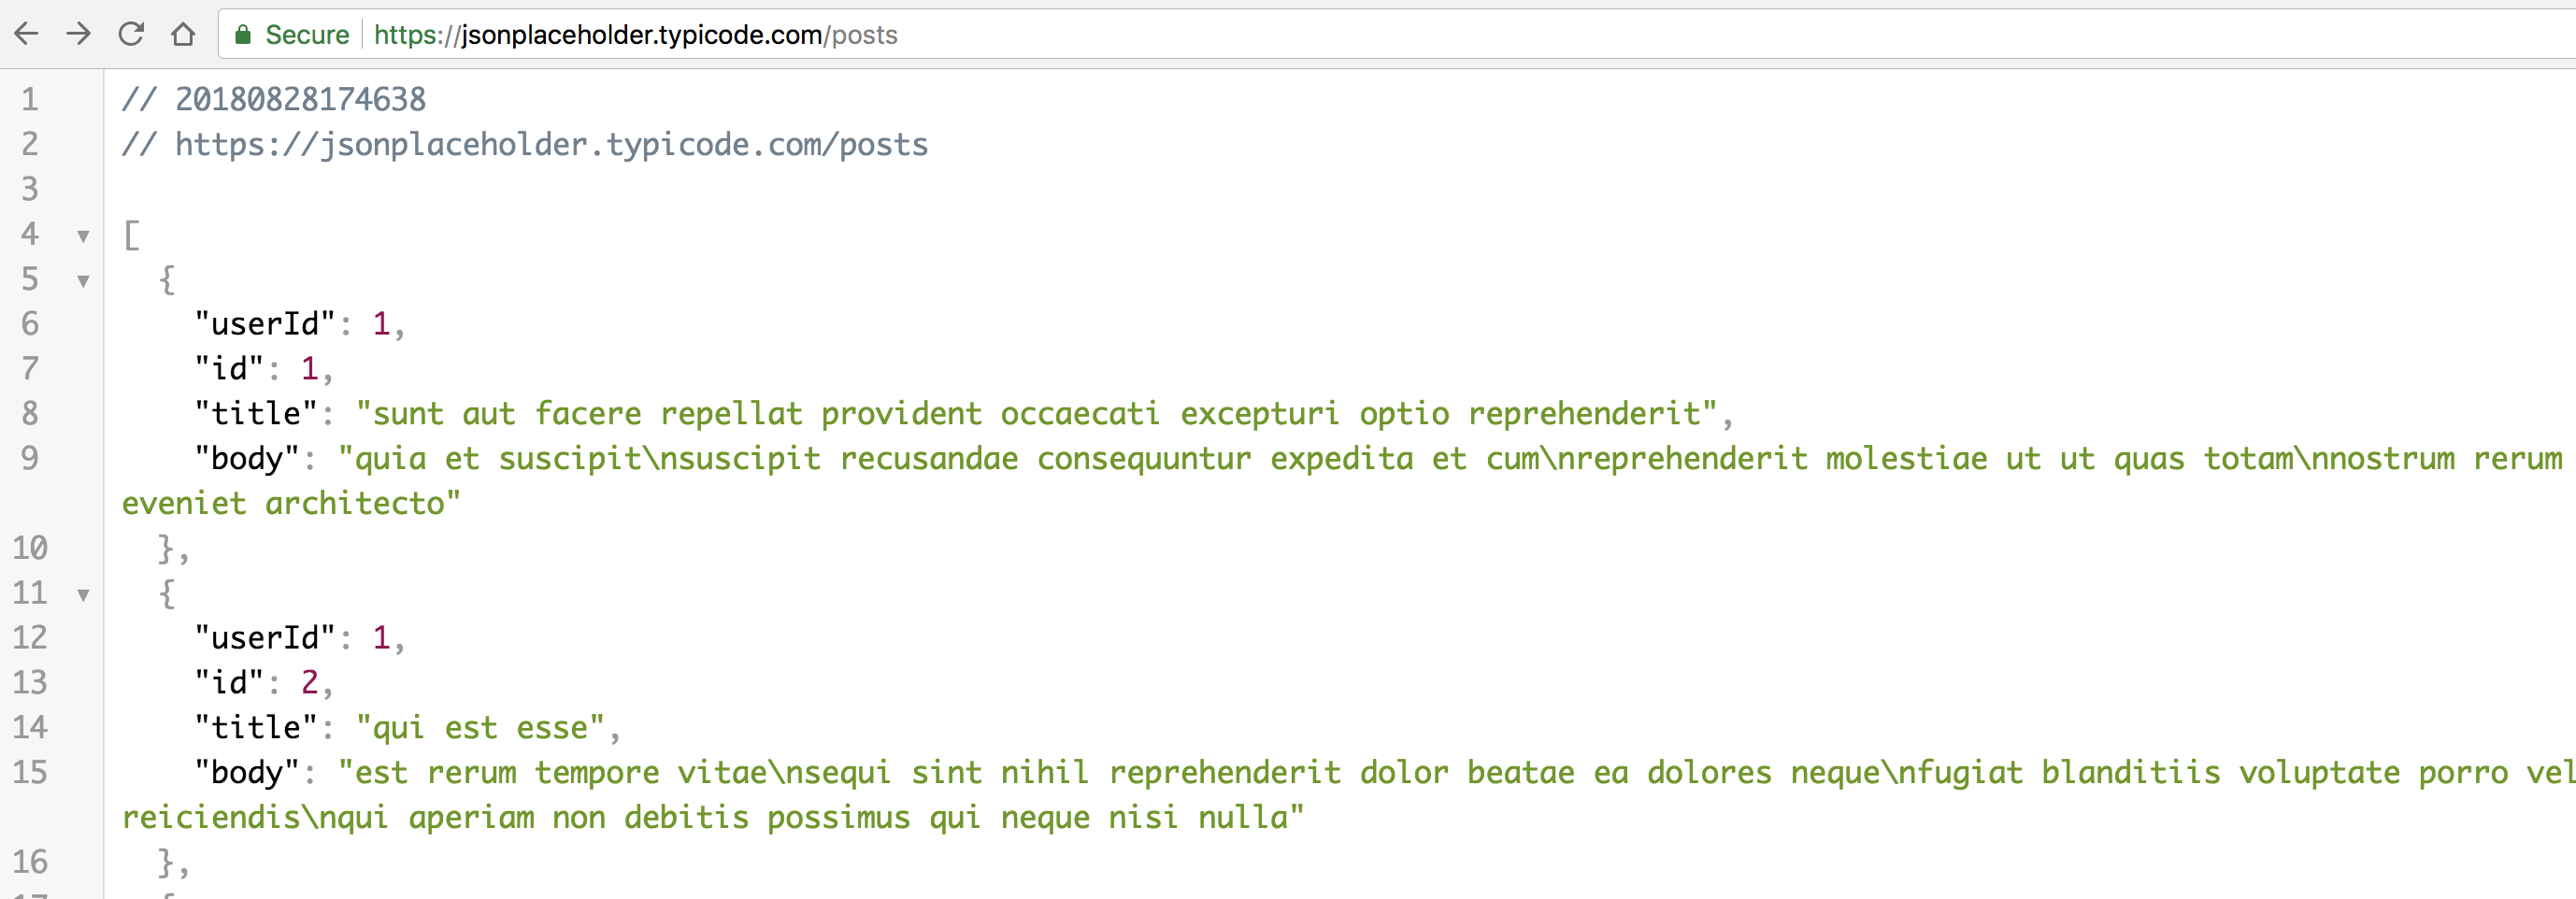 Secure https://jsonplaceholder.typicode.com/posts
1 // 20180828174638
2 // https://jsonplaceholder.typicode.com/posts
3
4 ▼ [
5 ▼ {
6 "userId": 1,
7 "id": 1,
8 "title": "sunt aut facere repellat provident occaecati excepturi optio reprehenderit",
9 "body": "quia et suscipit\nsuscipit recusandae consequuntur expedita et cum\nreprehenderit molestiae ut ut quas totam\nnostrum rerum
eveniet architecto"
10 },
11 ▼ {
12 "userId": 1,
13 "id": 2,
14 "title": "qui est esse",
15 "body": "est rerum tempore vitae\nsequi sint nihil reprehenderit dolor beatae ea dolores neque\nfugiat blanditiis voluptate porro vel
reiciendis\nqui aperiam non debitis possimus qui neque nisi nulla"
16 },
17 {